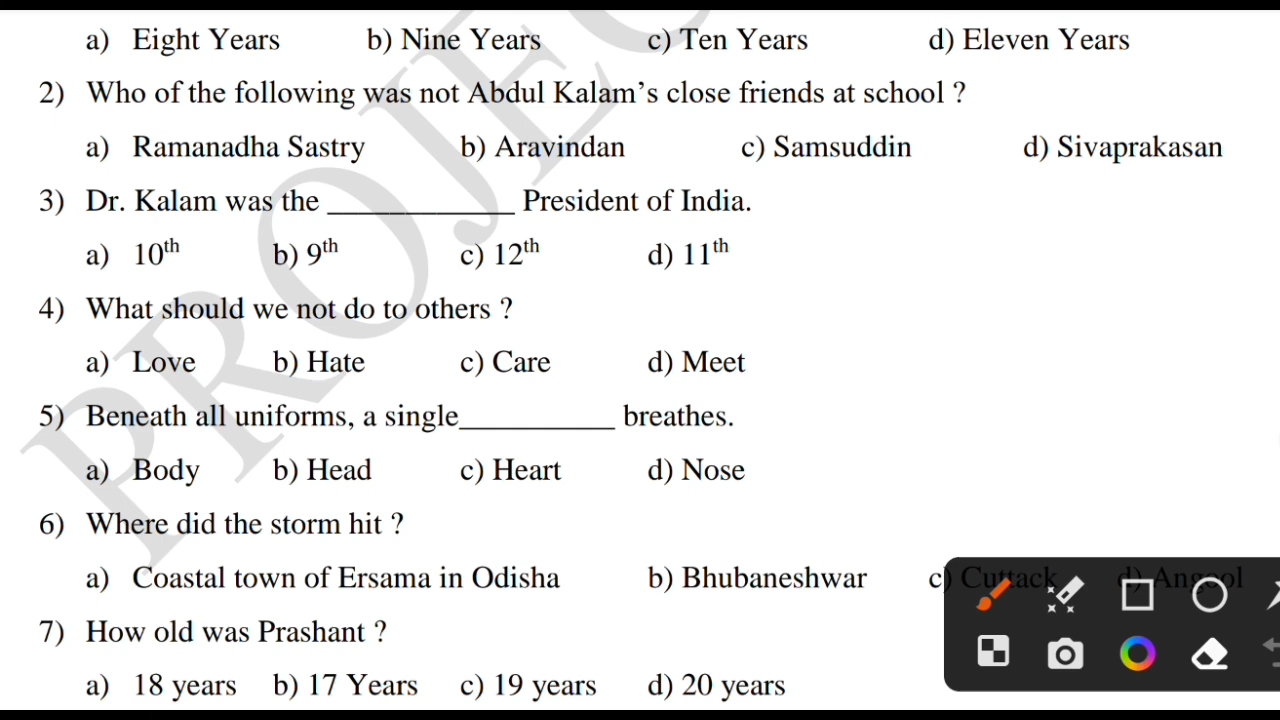 a) Eight Years b) Nine Years c) Ten Years d) Eleven Years
2) Who of the following was not Abdul Kalam’s close friends at school ?
a) Ramanadha Sastry b) Aravindan c) Samsuddin d) Sivaprakasan
3) Dr. Kalam was the ____________ President of India.
a) 10th b) 9th c) 12th d) 11th
4) What should we not do to others ?
a) Love b) Hate c) Care d) Meet
5) Beneath all uniforms, a single__________ breathes.
a) Body b) Head c) Heart d) Nose
6) Where did the storm hit ?
a) Coastal town of Ersama in Odisha b) Bhubaneshwar c) Cuttack d) Angool
7) How old was Prashant ?
a) 18 years b) 17 Years c) 19 years d) 20 years
PROJEC